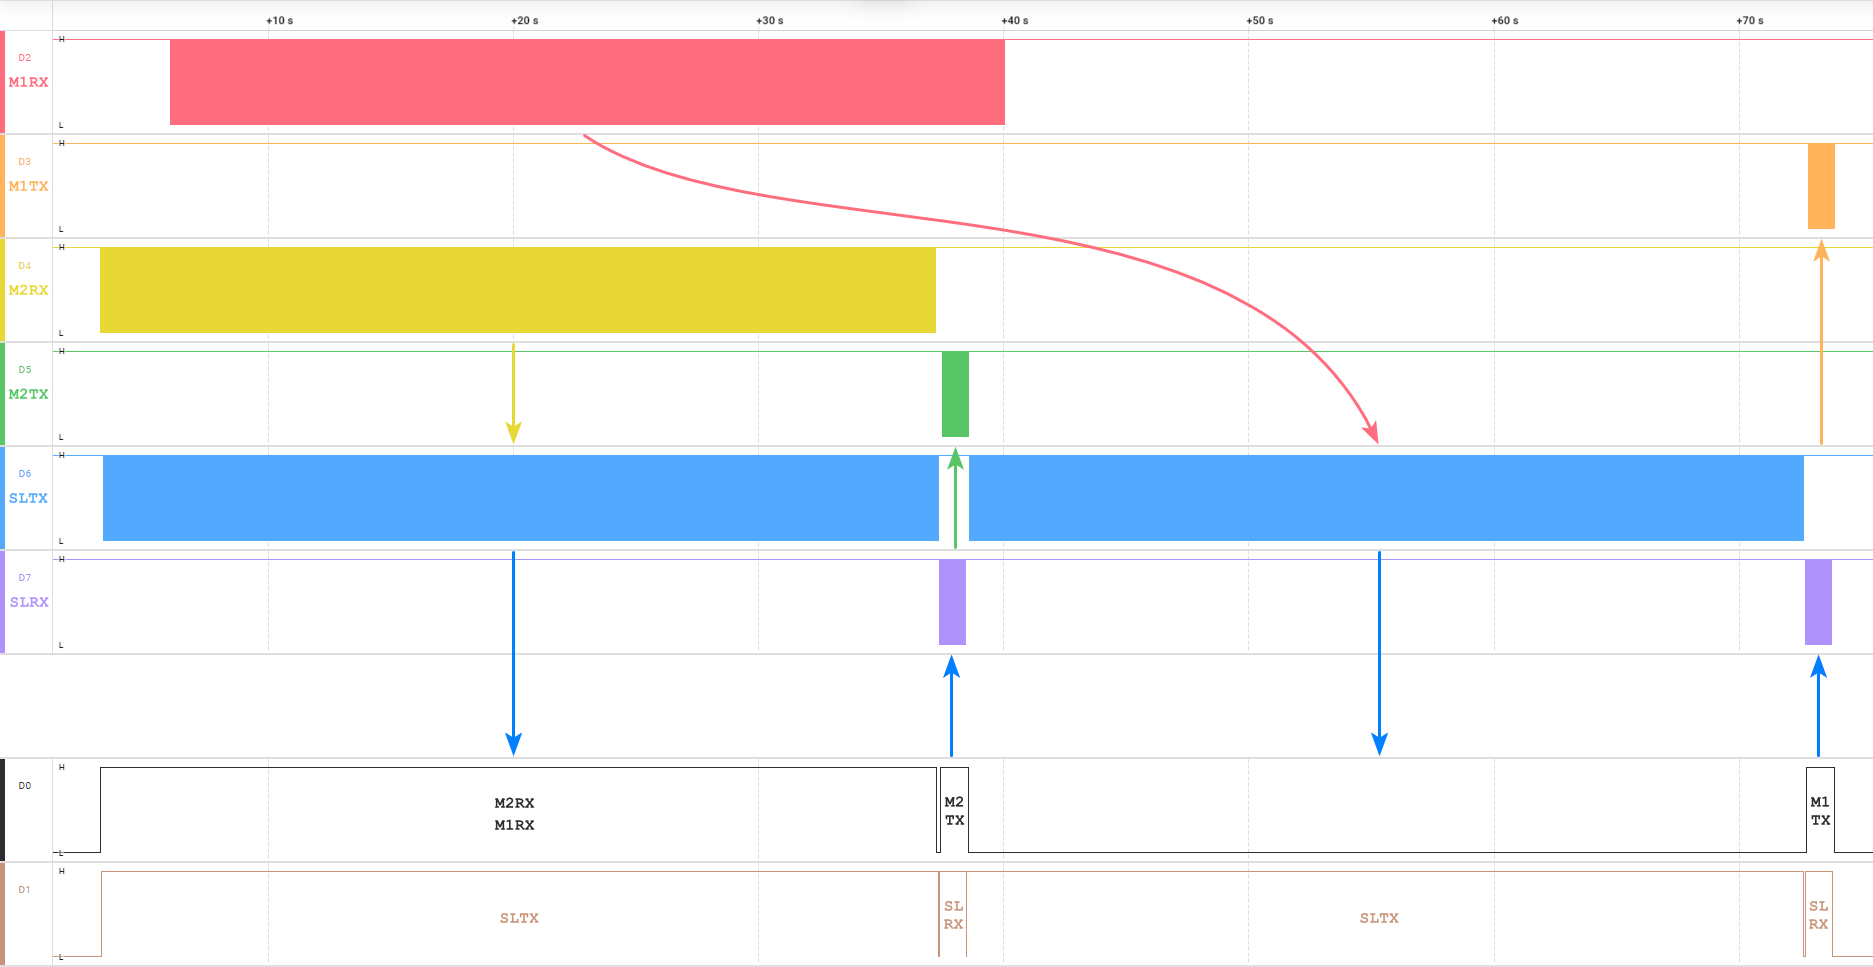 +10 s +20 s +30 s +40 s +50 s +60 s +70 s
H
D2
M1RX
L
H
D3
M1TX
L
H
D4
M2RX
L
H
D5
M2TX
L
H
D6
SLTX
L
H
D7
SLRX
L
H
D0
M2RX
M1RX
M2
TX
M1
TX
L
H
D1
SLTX
SL
RX
SLTX
SL
RX
L